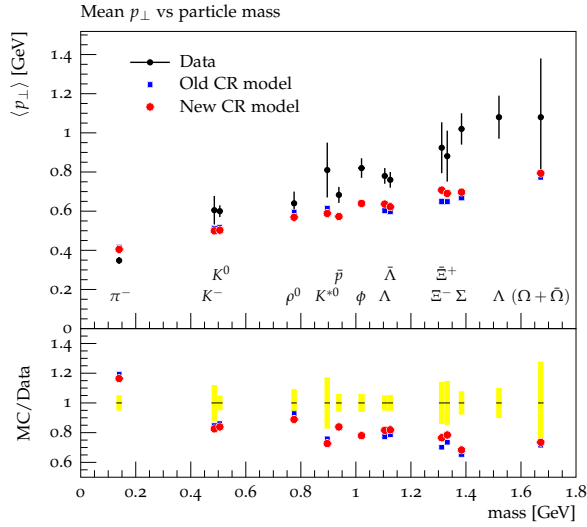 Mean p⊥ vs particle mass
⟨p⊥⟩ [GeV]
1.4
1.2
1
0.8
0.6
0.4
0.2
0
Data
Old CR model
New CR model
K⁰ p̄ Λ̄ Ξ̄⁺
π⁻ K⁻ ρ⁰ K*⁰ ϕ Λ Ξ⁻ Σ Λ (Ω + Ω̄)
MC/Data
1.4
1.2
1
0.8
0.6
0 0.2 0.4 0.6 0.8 1 1.2 1.4 1.6 1.8
mass [GeV]